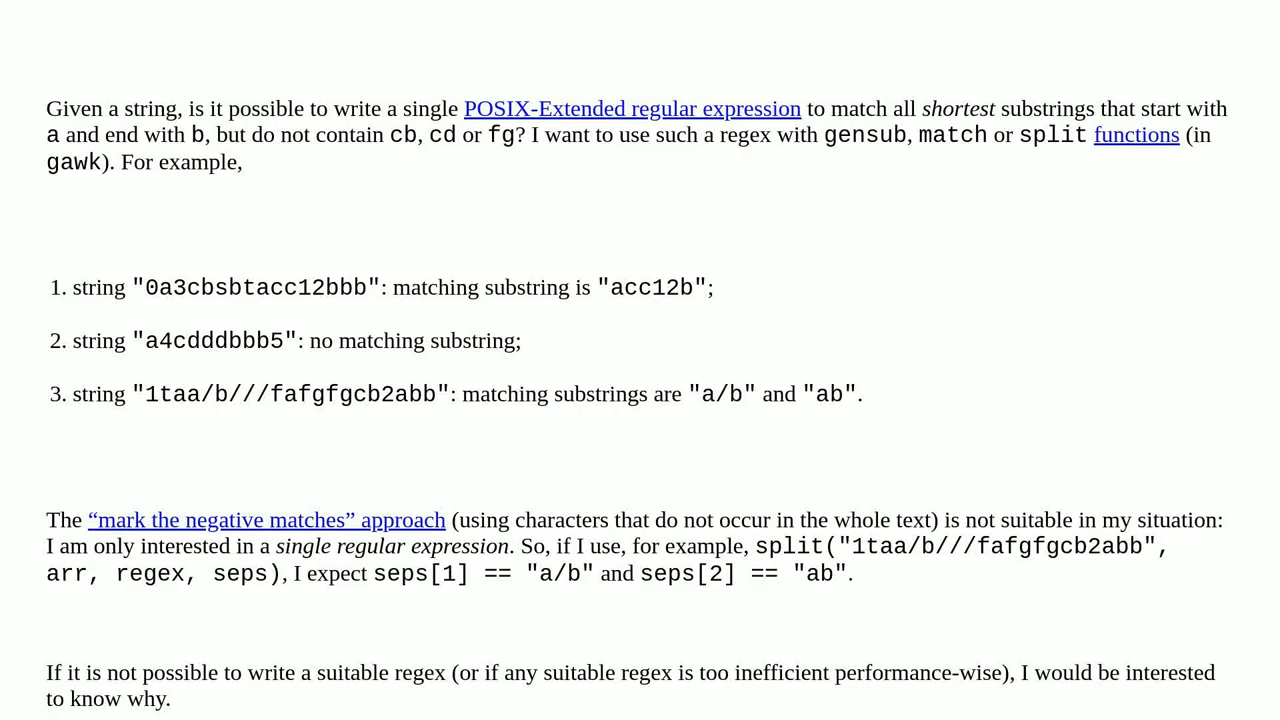 Given a string, is it possible to write a single POSIX-Extended regular expression to match all shortest substrings that start with
a and end with b, but do not contain cb, cd or fg? I want to use such a regex with gensub, match or split functions (in
gawk). For example,
1. string "0a3cbsbtacc12bbb": matching substring is "acc12b";
2. string "a4cdddbbb5": no matching substring;
3. string "1taa/b///fafgfgcb2abb": matching substrings are "a/b" and "ab".
The “mark the negative matches” approach (using characters that do not occur in the whole text) is not suitable in my situation:
I am only interested in a single regular expression. So, if I use, for example, split("1taa/b///fafgfgcb2abb",
arr, regex, seps), I expect seps[1] == "a/b" and seps[2] == "ab".
If it is not possible to write a suitable regex (or if any suitable regex is too inefficient performance-wise), I would be interested
to know why.